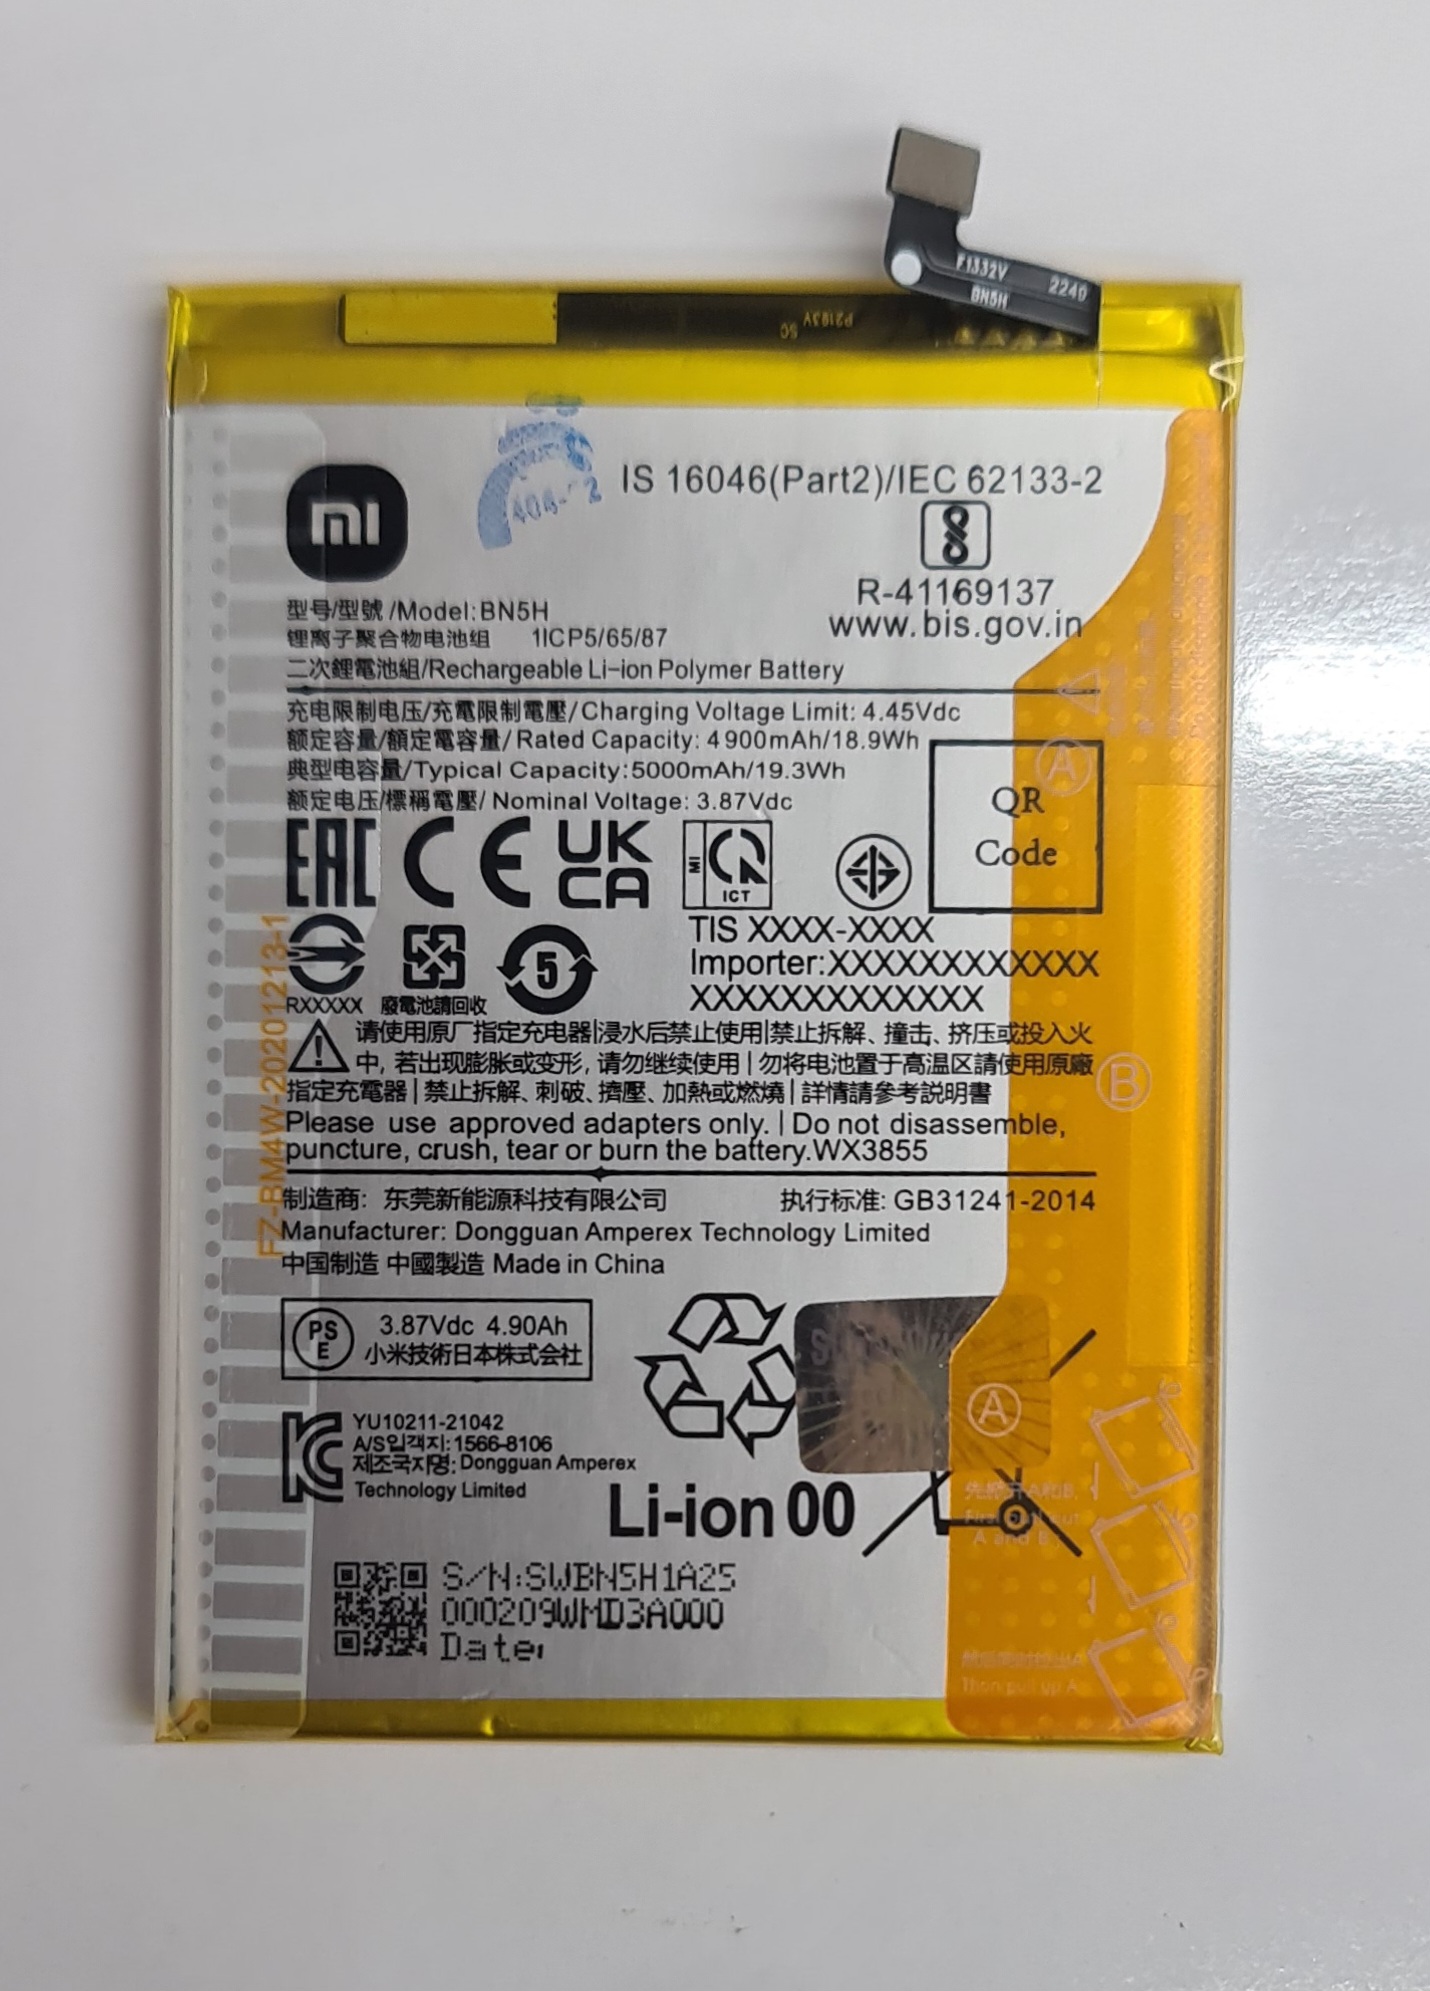 F1332V 2240
BN5H
P2183V SC
IS 16046(Part2)/IEC 62133-2
mi
R-41169137
www.bis.gov.in
型号/型號 /Model:BN5H
锂离子聚合物电池组 1ICP5/65/87
二次鋰電池組/Rechargeable Li-ion Polymer Battery
充电限制电压/充電限制電壓/Charging Voltage Limit: 4.45Vdc
额定容量/額定電容量/ Rated Capacity: 4900mAh/18.9Wh
典型电容量/Typical Capacity:5000mAh/19.3Wh
额定电压/標稱電壓/ Nominal Voltage: 3.87Vdc
QR
Code
EAC CE UK
CA
MI ICT
TIS XXXX-XXXX
Importer:XXXXXXXXXXXX
XXXXXXXXXXXXX
5
RXXXXX 廢電池請回收
请使用原厂指定充电器|浸水后禁止使用|禁止拆解、撞击、挤压或投入火
中, 若出现膨胀或变形, 请勿继续使用 | 勿将电池置于高温区請使用原廠
指定充電器 | 禁止拆解、刺破、擠壓、加熱或燃燒 | 詳情請參考説明書
Please use approved adapters only. | Do not disassemble,
puncture, crush, tear or burn the battery.WX3855
制造商: 东莞新能源科技有限公司 执行标准: GB31241-2014
Manufacturer: Dongguan Amperex Technology Limited
中国制造 中國製造 Made in China
PS
E
3.87Vdc 4.90Ah
小米技術日本株式会社
YU10211-21042
A/S입객지: 1566-8106
제조국지명: Dongguan Amperex
Technology Limited
Li-ion 00
S/N:SWBN5H1A25
000209WMD3A000
Date:
FZ-BM4W-20201213-1
A
B
A
A and B
Then pull up A